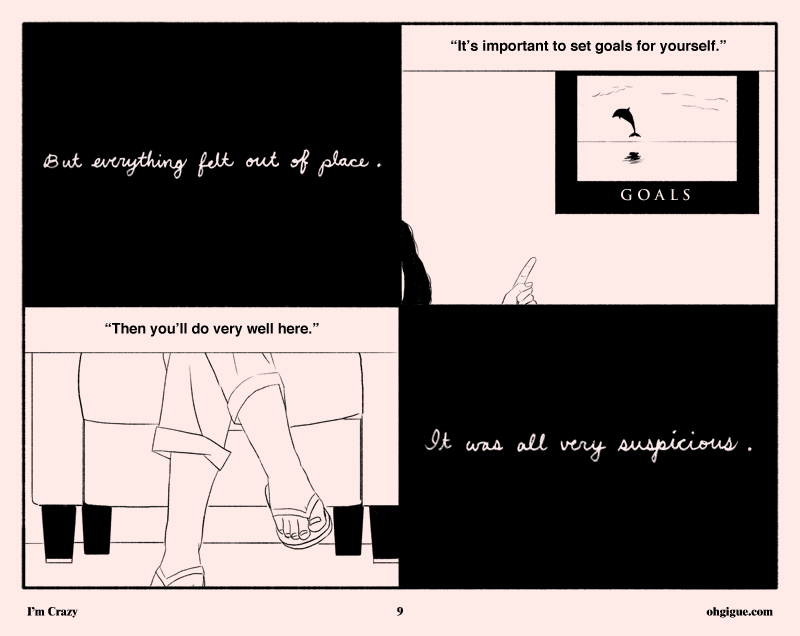 But everything felt out of place.
“It’s important to set goals for yourself.”
GOALS
“Then you’ll do very well here.”
It was all very suspicious.
I’m Crazy
9
ohgigue.com